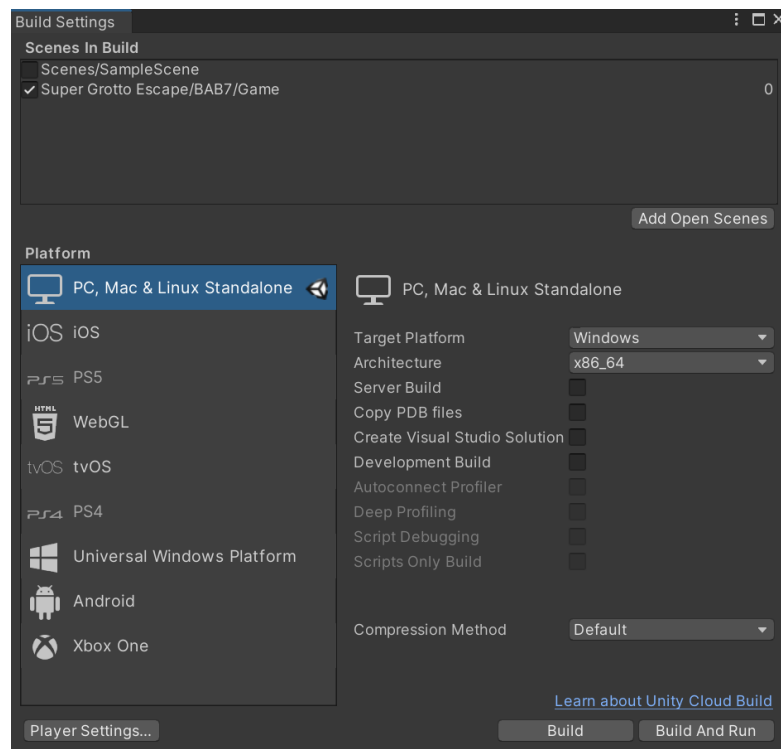 Build Settings
Scenes In Build
Scenes/SampleScene
Super Grotto Escape/BAB7/Game 0
Add Open Scenes
Platform
PC, Mac & Linux Standalone
iOS iOS
PS5 PS5
HTML 5 WebGL
tvOS tvOS
PS4 PS4
Universal Windows Platform
Android
Xbox One
PC, Mac & Linux Standalone
Target Platform Windows
Architecture x86_64
Server Build
Copy PDB files
Create Visual Studio Solution
Development Build
Autoconnect Profiler
Deep Profiling
Script Debugging
Scripts Only Build
Compression Method Default
Learn about Unity Cloud Build
Player Settings... Build Build And Run